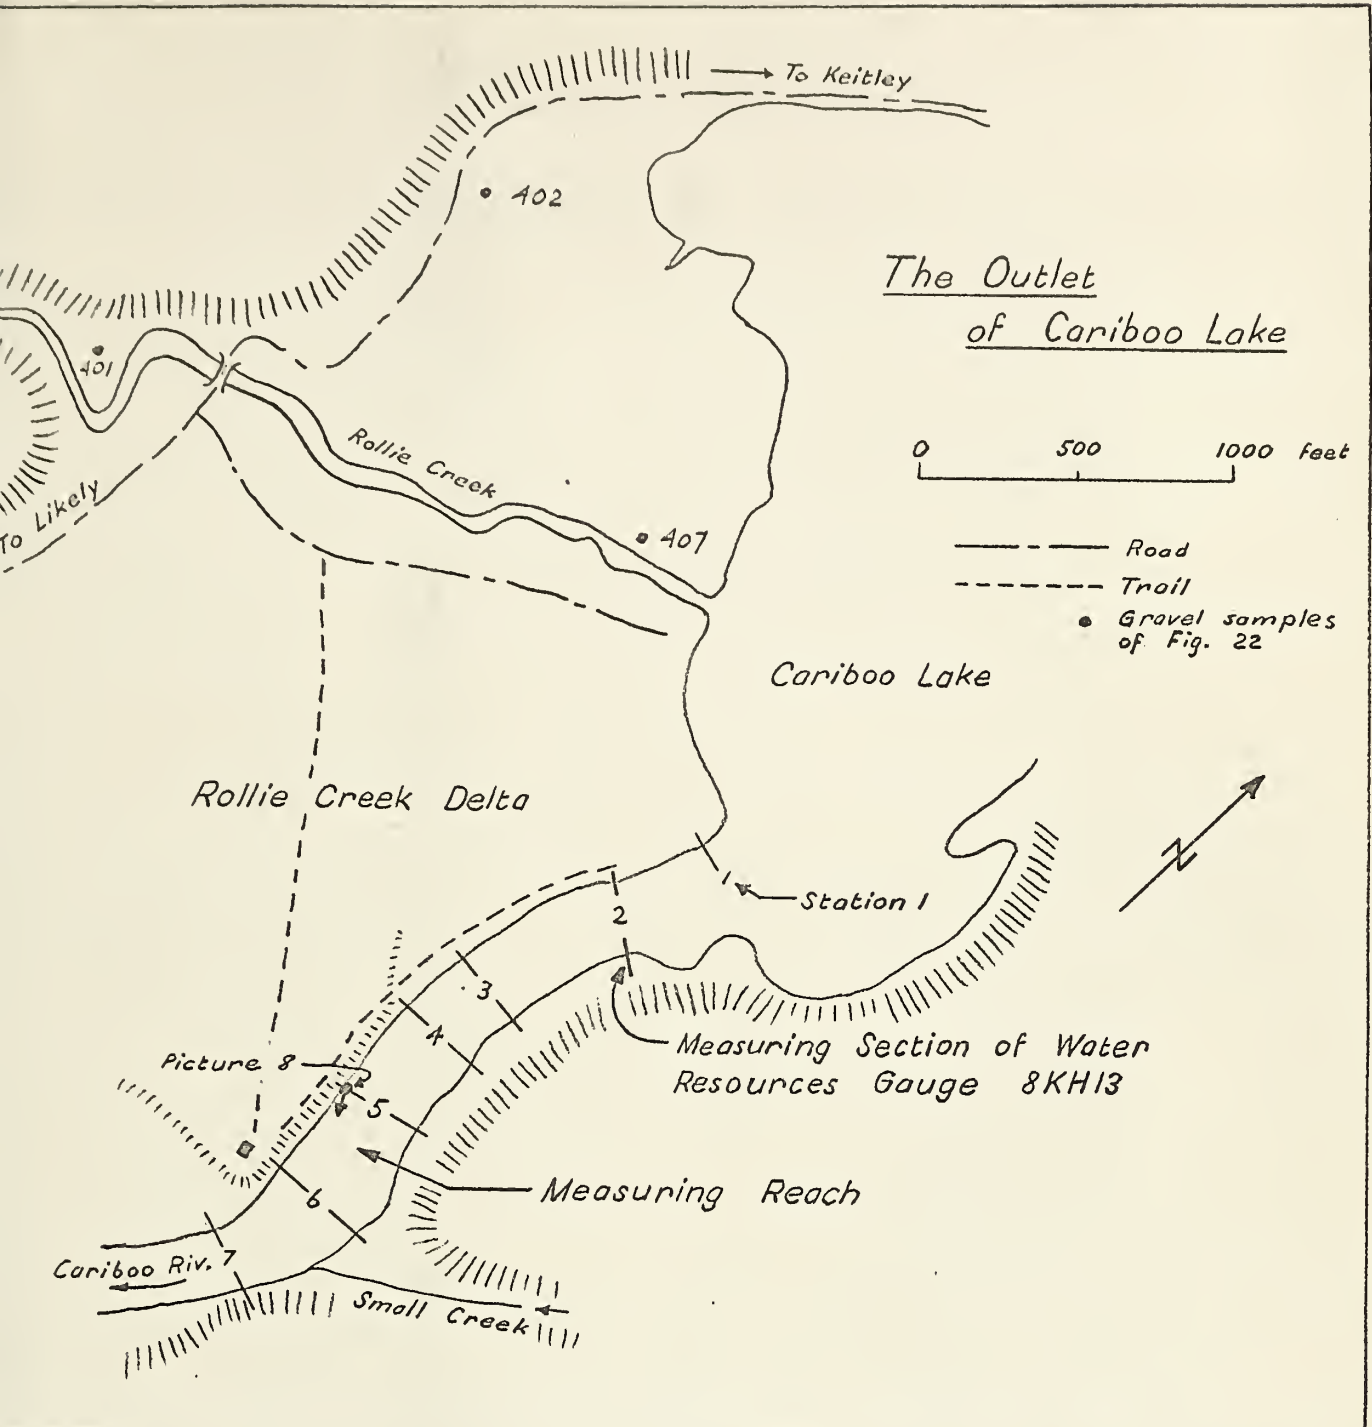 To Keitley
402
The Outlet
of Cariboo Lake
401
Rollie Creek
0 500 1000 feet
To Likely
407
Road
Trail
Gravel samples
of Fig. 22
Cariboo Lake
Rollie Creek Delta
N
1
Station 1
2
3
4
Measuring Section of Water
Resources Gauge 8KH13
Picture 8
5
Measuring Reach
6
7
Cariboo Riv.
Small Creek